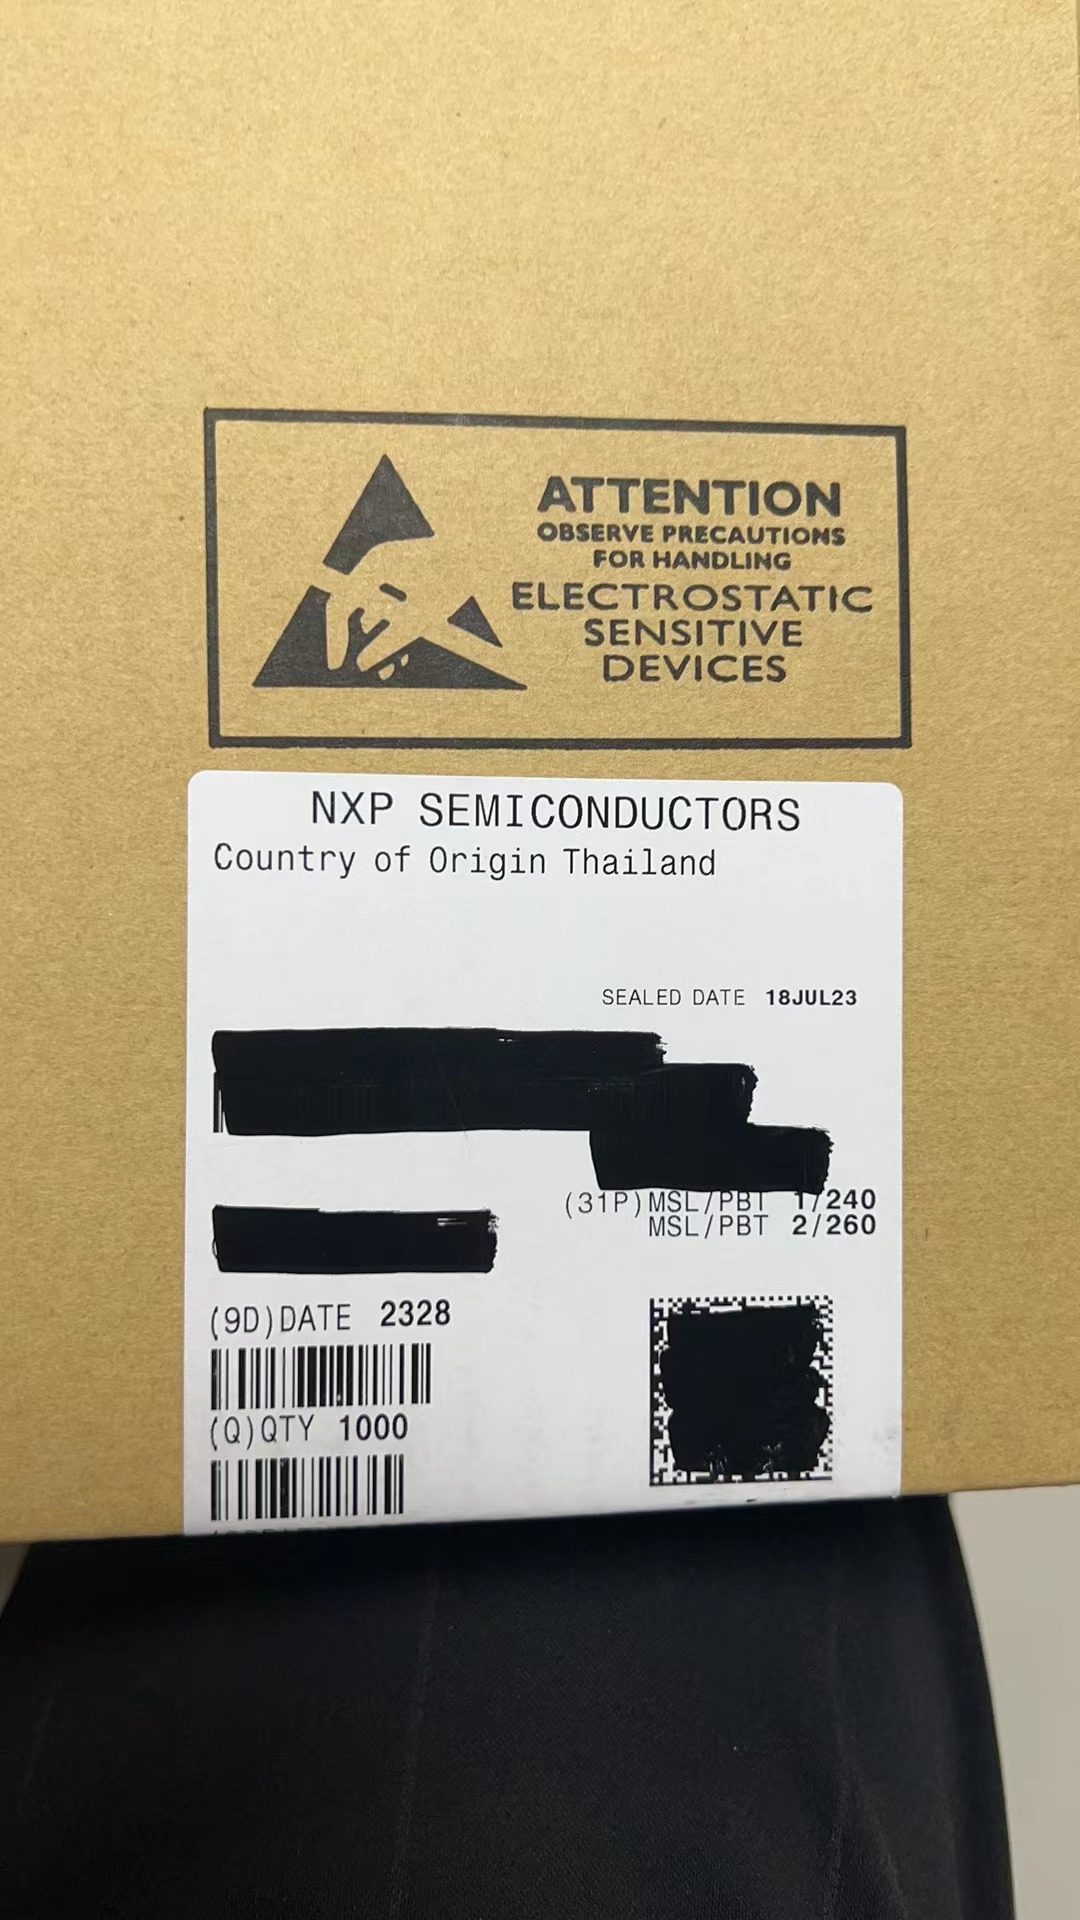 ATTENTION
OBSERVE PRECAUTIONS
FOR HANDLING
ELECTROSTATIC
SENSITIVE
DEVICES
NXP SEMICONDUCTORS
Country of Origin Thailand
SEALED DATE 18JUL23
(31P)MSL/PBT 1/240
MSL/PBT 2/260
(9D)DATE 2328
(Q)QTY 1000